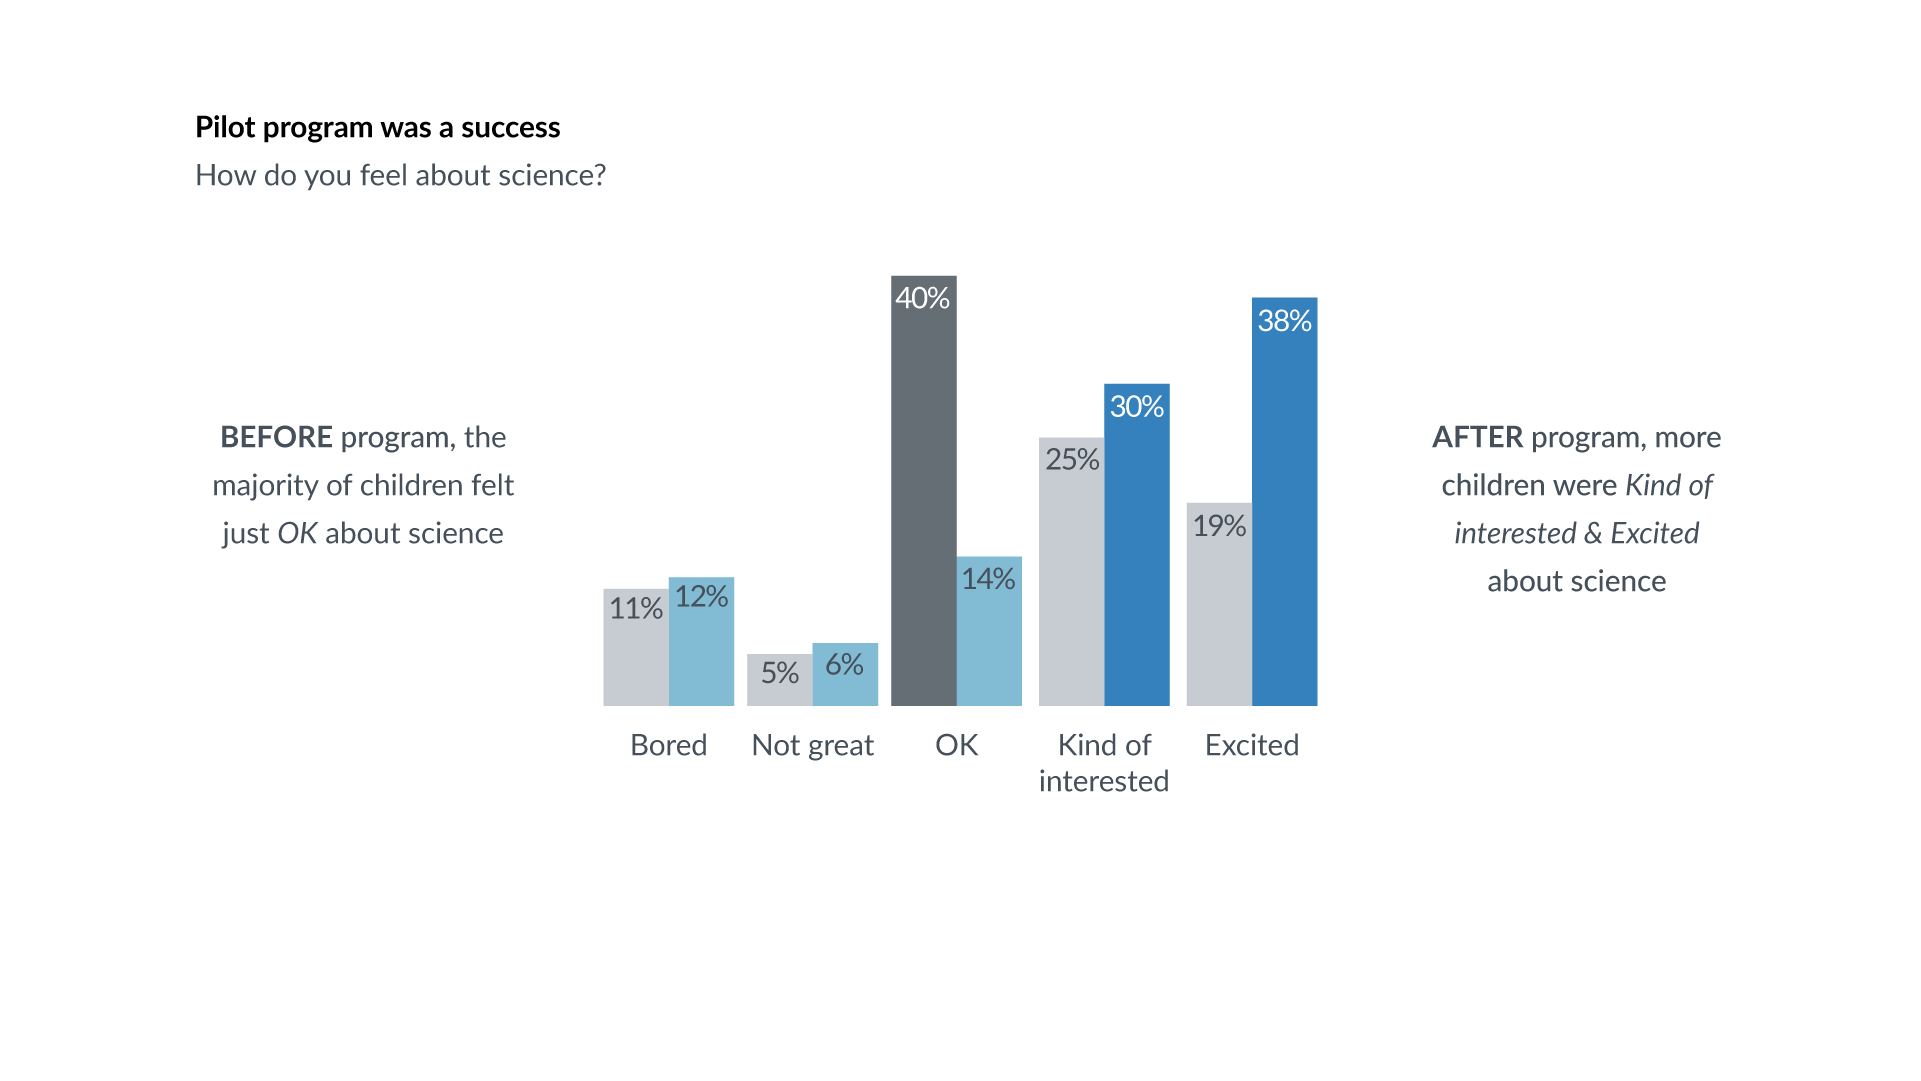 Pilot program was a success
How do you feel about science?
BEFORE program, the
majority of children felt
just OK about science
40%
38%
30%
25%
19%
14%
11%
12%
5%
6%
Bored
Not great
OK
Kind of
interested
Excited
AFTER program, more
children were Kind of
interested & Excited
about science